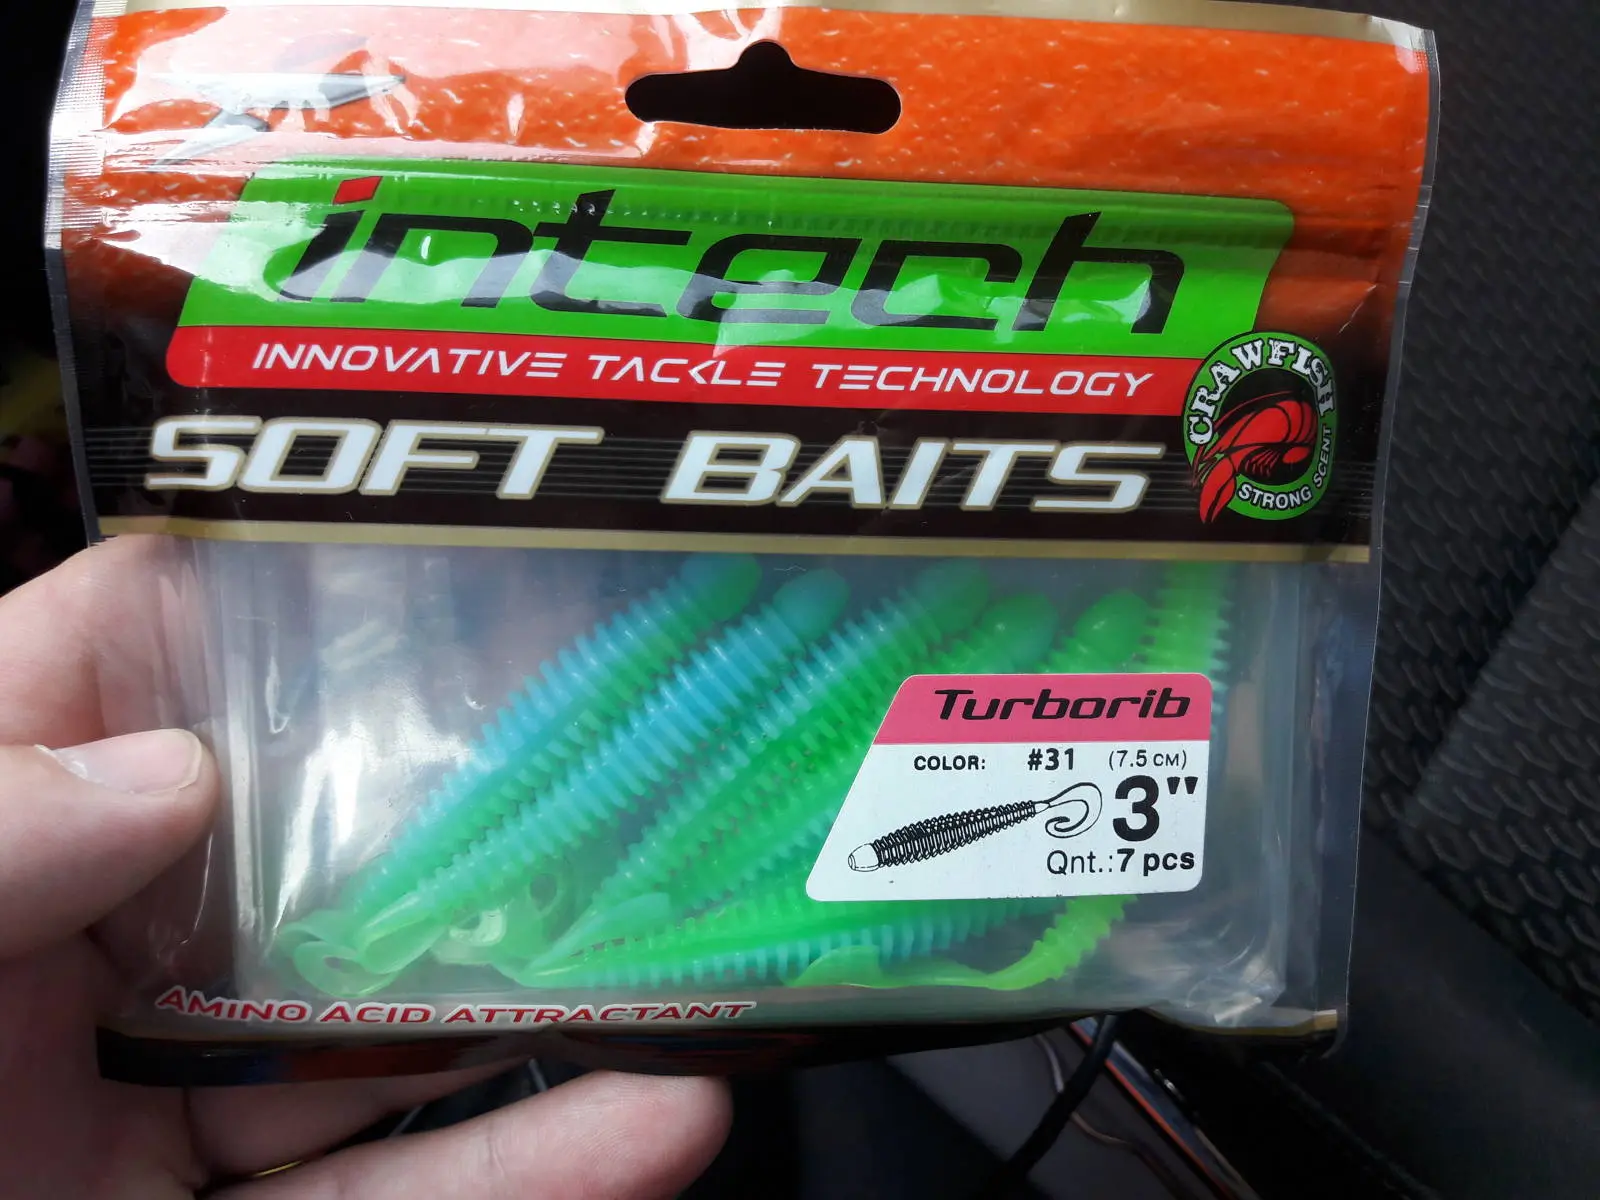 intech
INNOVATIVE TACKLE TECHNOLOGY
SOFT BAITS
CRAWFISH
STRONG SCENT
Turborib
COLOR: #31 (7.5 CM)
3"
Qnt.: 7 pcs
AMINO ACID ATTRACTANT